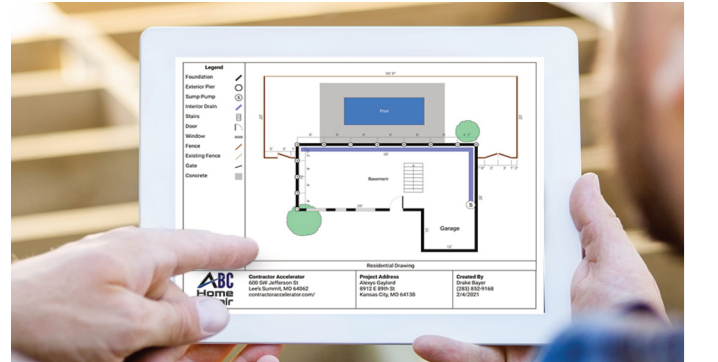 Legend
Foundation
Exterior Pier
Sump Pump
S
Interior Drain
Stairs
Door
Window
Fence
Existing Fence
Gate
Concrete
Pool
Basement
S
Garage
Residential Drawing
ABC
Home
air
Contractor Accelerator
600 SW Jefferson St
Lee's Summit, MO 64062
contractoraccelerator.com/
Project Address
Alexys Gaylord
8912 E 89th St
Kansas City, MO 64138
Created By
Drake Bayer
(283) 852-9168
2/4/2021